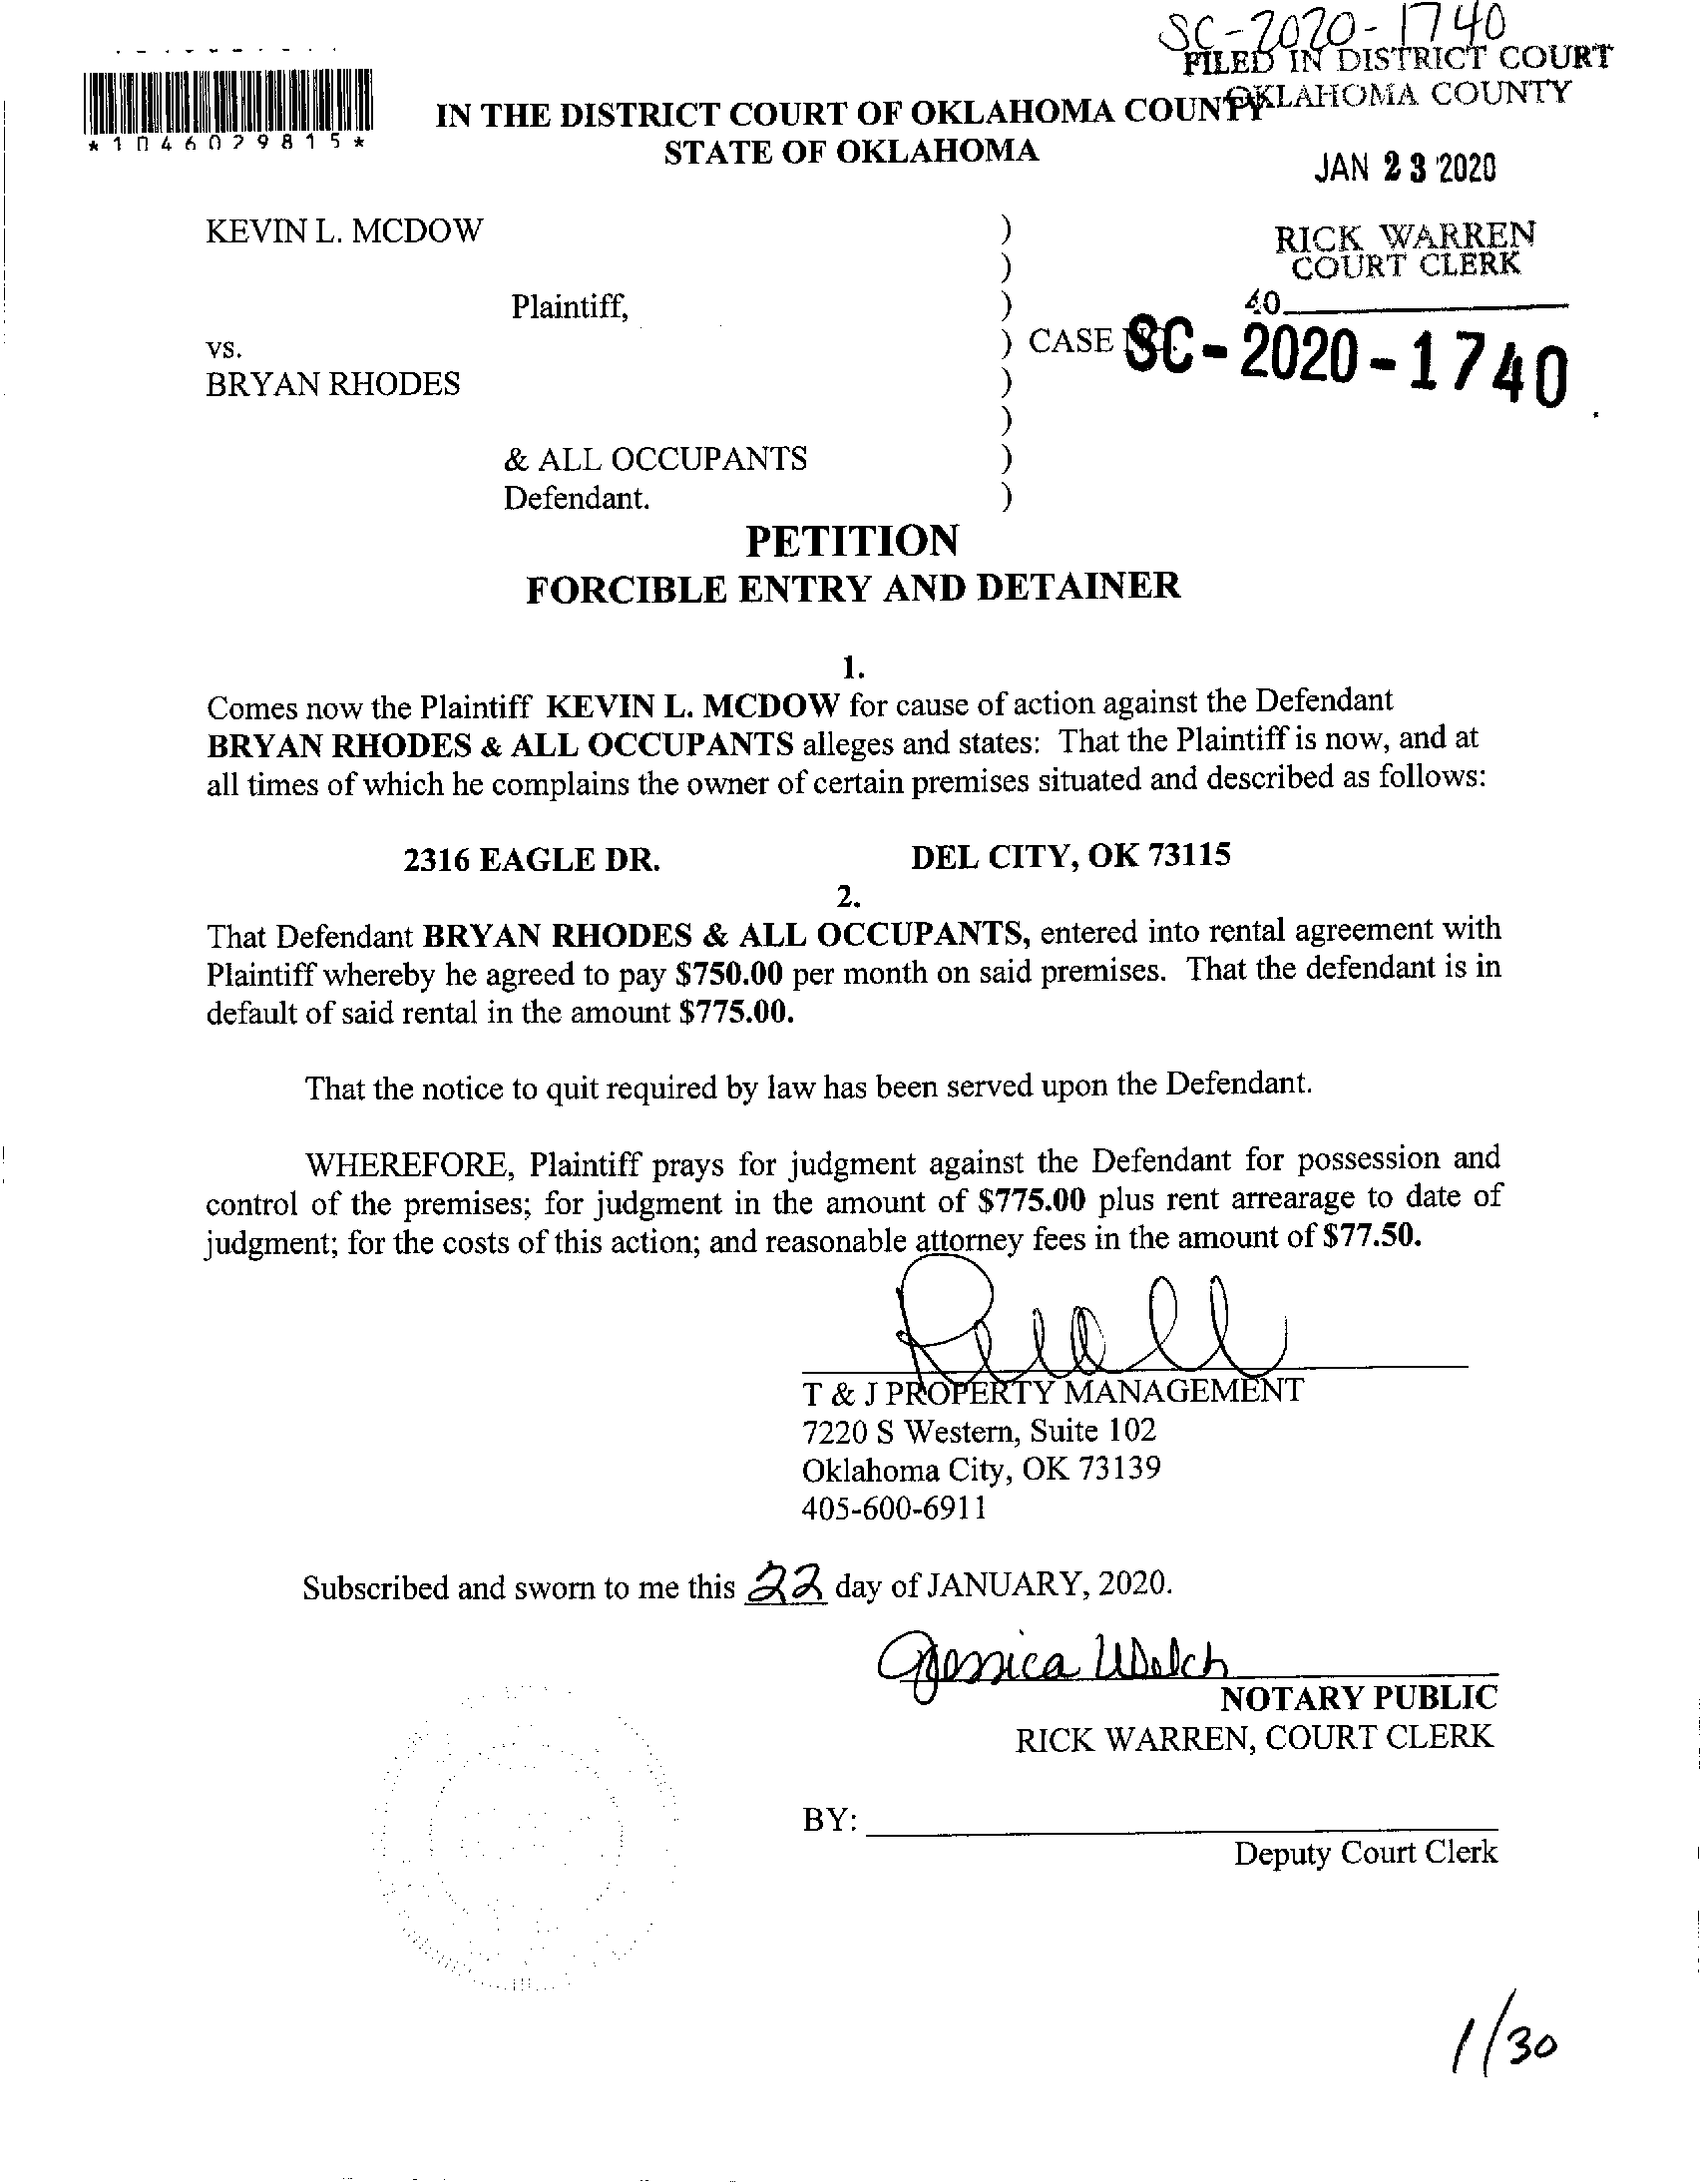 SC-2020-1740
FILED IN DISTRICT COURT
OKLAHOMA COUNTY
*1046029815*
IN THE DISTRICT COURT OF OKLAHOMA COUNTY
STATE OF OKLAHOMA
JAN 23 2020
KEVIN L. MCDOW )
)
RICK WARREN
COURT CLERK
Plaintiff, )
40
vs. ) CASE NO. SC-2020-1740
BRYAN RHODES )
)
& ALL OCCUPANTS )
Defendant. )
PETITION
FORCIBLE ENTRY AND DETAINER
1.
Comes now the Plaintiff KEVIN L. MCDOW for cause of action against the Defendant
BRYAN RHODES & ALL OCCUPANTS alleges and states: That the Plaintiff is now, and at
all times of which he complains the owner of certain premises situated and described as follows:
2316 EAGLE DR. DEL CITY, OK 73115
2.
That Defendant BRYAN RHODES & ALL OCCUPANTS, entered into rental agreement with
Plaintiff whereby he agreed to pay $750.00 per month on said premises. That the defendant is in
default of said rental in the amount $775.00.
That the notice to quit required by law has been served upon the Defendant.
WHEREFORE, Plaintiff prays for judgment against the Defendant for possession and
control of the premises; for judgment in the amount of $775.00 plus rent arrearage to date of
judgment; for the costs of this action; and reasonable attorney fees in the amount of $77.50.
T & J PROPERTY MANAGEMENT
7220 S Western, Suite 102
Oklahoma City, OK 73139
405-600-6911
Subscribed and sworn to me this 22 day of JANUARY, 2020.
Jessica Welch
NOTARY PUBLIC
RICK WARREN, COURT CLERK
BY:
Deputy Court Clerk
1/30